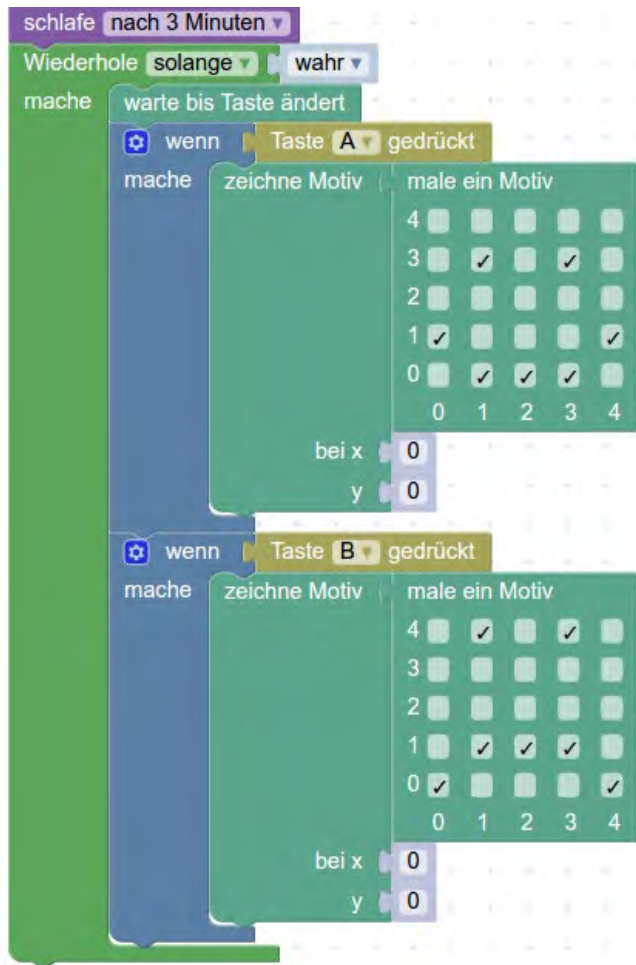 schlafe nach 3 Minuten
Wiederhole solange wahr
mache warte bis Taste ändert
wenn Taste A gedrückt
mache zeichne Motiv male ein Motiv
4
3 ✓ ✓
2
1 ✓ ✓
0 ✓ ✓ ✓
0 1 2 3 4
bei x 0
y 0
wenn Taste B gedrückt
mache zeichne Motiv male ein Motiv
4 ✓ ✓
3
2
1 ✓ ✓ ✓
0 ✓ ✓
0 1 2 3 4
bei x 0
y 0